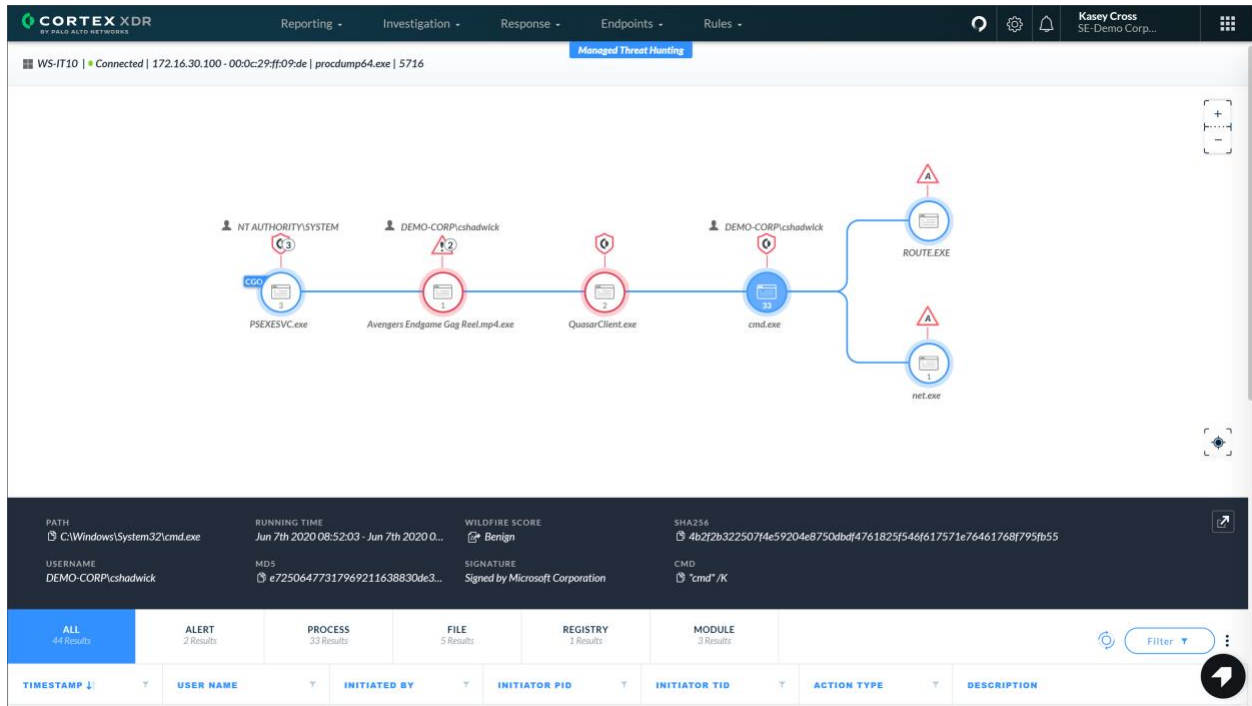 CORTEX XDR
BY PALO ALTO NETWORKS
Reporting
Investigation
Response
Endpoints
Rules
Kasey Cross
SE-Demo Corp...
Managed Threat Hunting
WS-IT10 | Connected | 172.16.30.100 - 00:0c:29:ff:09:de | procdump64.exe | 5716
+
−
A
NT AUTHORITY\SYSTEM
DEMO-CORP\cshadwick
DEMO-CORP\cshadwick
3
2
ROUTE.EXE
CGO
3
1
2
33
PSEXESVC.exe
Avengers Endgame Gag Reel.mp4.exe
QuasarClient.exe
cmd.exe
A
1
net.exe
PATH
C:\Windows\System32\cmd.exe
RUNNING TIME
Jun 7th 2020 08:52:03 - Jun 7th 2020 0...
WILDFIRE SCORE
Benign
SHA256
4b2f2b322507f4e59204e8750dbdf4761825f546f617571e76461768f795fb55
USERNAME
DEMO-CORP\cshadwick
MD5
e72506477317969211638830de3...
SIGNATURE
Signed by Microsoft Corporation
CMD
"cmd" /K
ALL
44 Results
ALERT
2 Results
PROCESS
33 Results
FILE
5 Results
REGISTRY
1 Results
MODULE
3 Results
Filter
TIMESTAMP
USER NAME
INITIATED BY
INITIATOR PID
INITIATOR TID
ACTION TYPE
DESCRIPTION